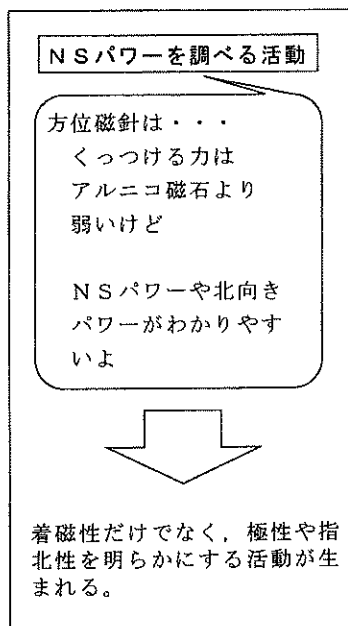 NSパワーを調べる活動
方位磁針は・・・
くっつける力は
アルニコ磁石より
弱いけど
NSパワーや北向き
パワーがわかりやす
いよ
着磁性だけでなく，極性や指
北性を明らかにする活動が生
まれる。